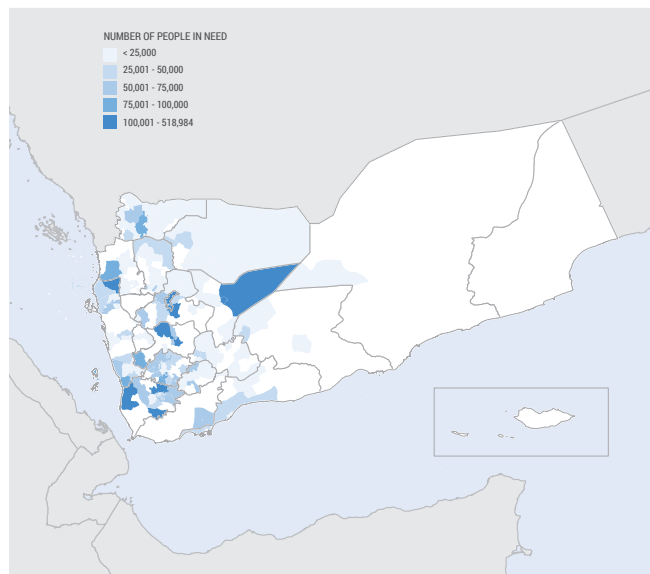 NUMBER OF PEOPLE IN NEED
< 25,000
25,001 - 50,000
50,001 - 75,000
75,001 - 100,000
100,001 - 518,984